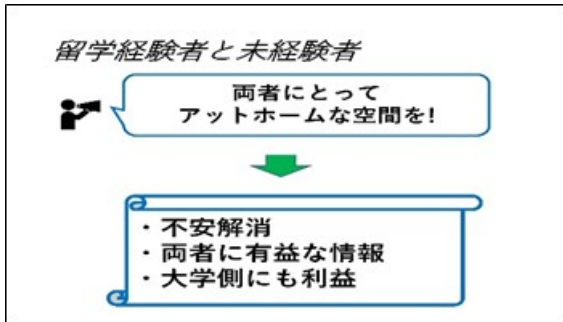 留学経験者と未経験者
両者にとって
アットホームな空間を!
・不安解消
・両者に有益な情報
・大学側にも利益